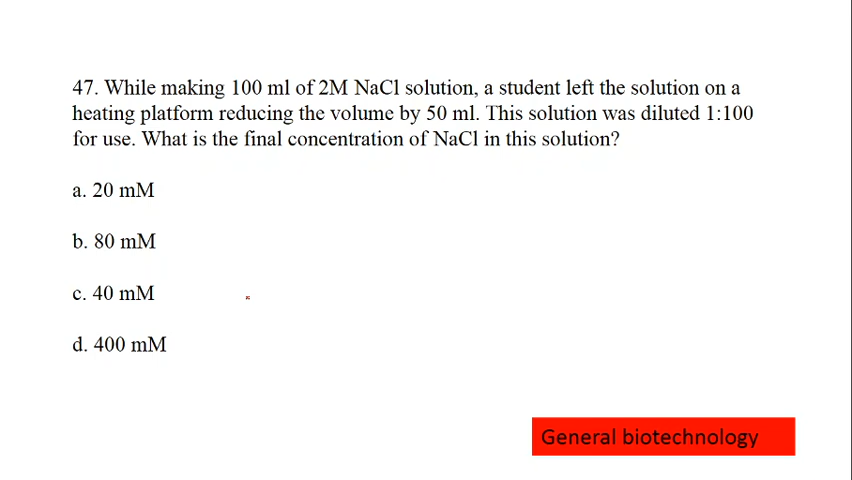 47. While making 100 ml of 2M NaCl solution, a student left the solution on a
heating platform reducing the volume by 50 ml. This solution was diluted 1:100
for use. What is the final concentration of NaCl in this solution?
a. 20 mM
b. 80 mM
c. 40 mM
d. 400 mM
General biotechnology